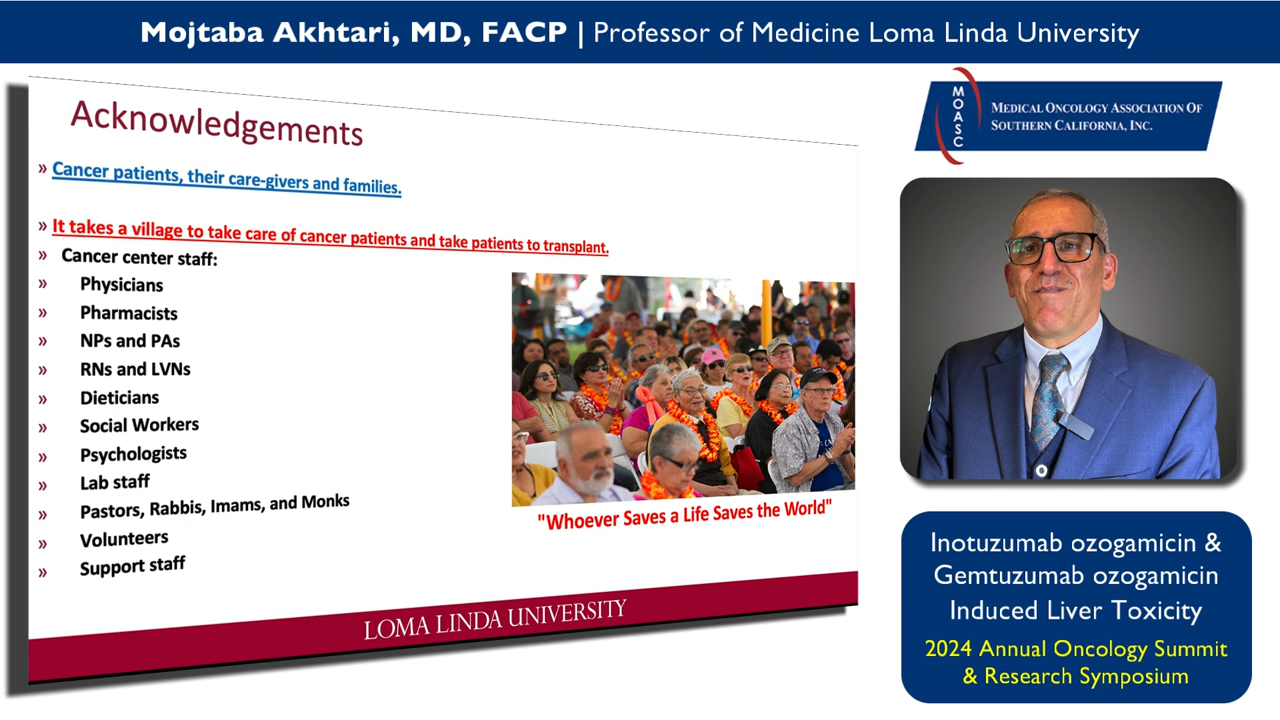 Mojtaba Akhtari, MD, FACP | Professor of Medicine Loma Linda University
Acknowledgements
» Cancer patients, their care-givers and families.
» It takes a village to take care of cancer patients and take patients to transplant.
» Cancer center staff:
» Physicians
» Pharmacists
» NPs and PAs
» RNs and LVNs
» Dieticians
» Social Workers
» Psychologists
» Lab staff
» Pastors, Rabbis, Imams, and Monks
» Volunteers
» Support staff
"Whoever Saves a Life Saves the World"
LOMA LINDA UNIVERSITY
MOASC
MEDICAL ONCOLOGY ASSOCIATION OF
SOUTHERN CALIFORNIA, INC.
Inotuzumab ozogamicin &
Gemtuzumab ozogamicin
Induced Liver Toxicity
2024 Annual Oncology Summit
& Research Symposium